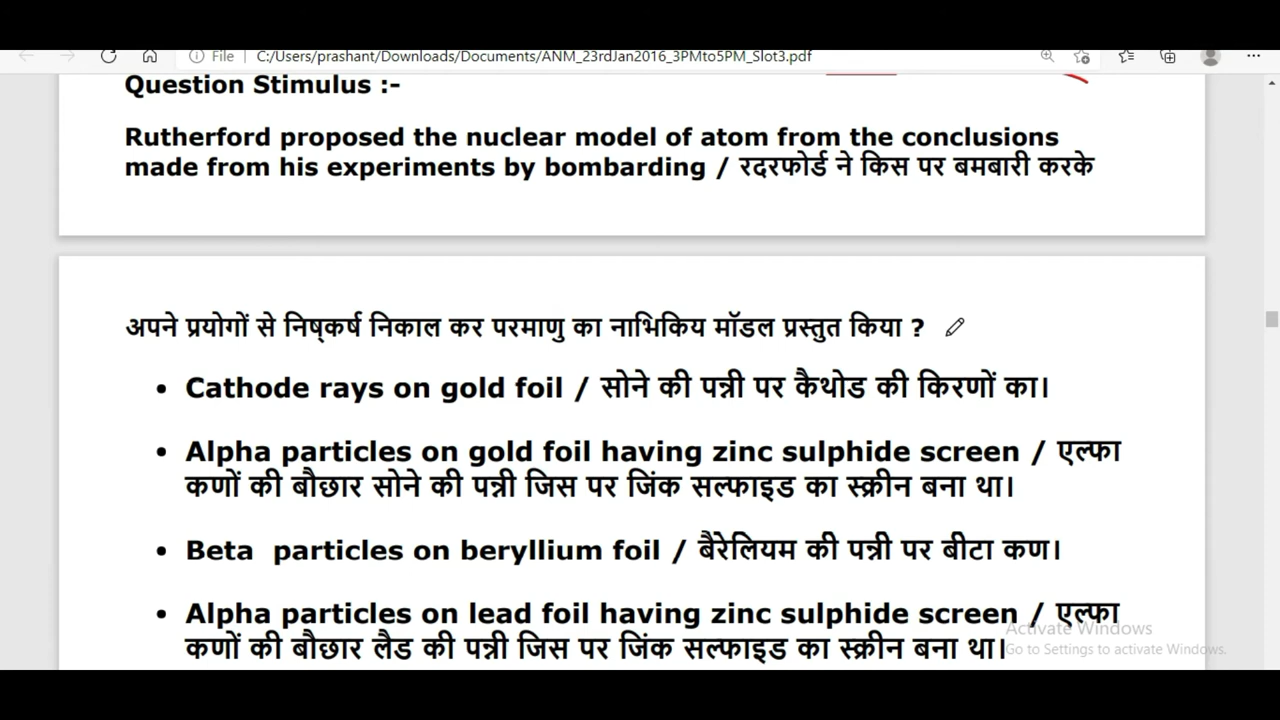 File | C:/Users/prashant/Downloads/Documents/ANM_23rdJan2016_3PMto5PM_Slot3.pdf
Question Stimulus :-
Rutherford proposed the nuclear model of atom from the conclusions
made from his experiments by bombarding / रदरफोर्ड ने किस पर बमबारी करके
अपने प्रयोगों से निष्कर्ष निकाल कर परमाणु का नाभिकिय मॉडल प्रस्तुत किया ?
• Cathode rays on gold foil / सोने की पन्नी पर कैथोड की किरणों का।
• Alpha particles on gold foil having zinc sulphide screen / एल्फा
कणों की बौछार सोने की पन्नी जिस पर जिंक सल्फाइड का स्क्रीन बना था।
• Beta particles on beryllium foil / बैरेलियम की पन्नी पर बीटा कण।
• Alpha particles on lead foil having zinc sulphide screen / एल्फा
कणों की बौछार लैड की पन्नी जिस पर जिंक सल्फाइड का स्क्रीन बना था।
Activate Windows
Go to Settings to activate Windows.